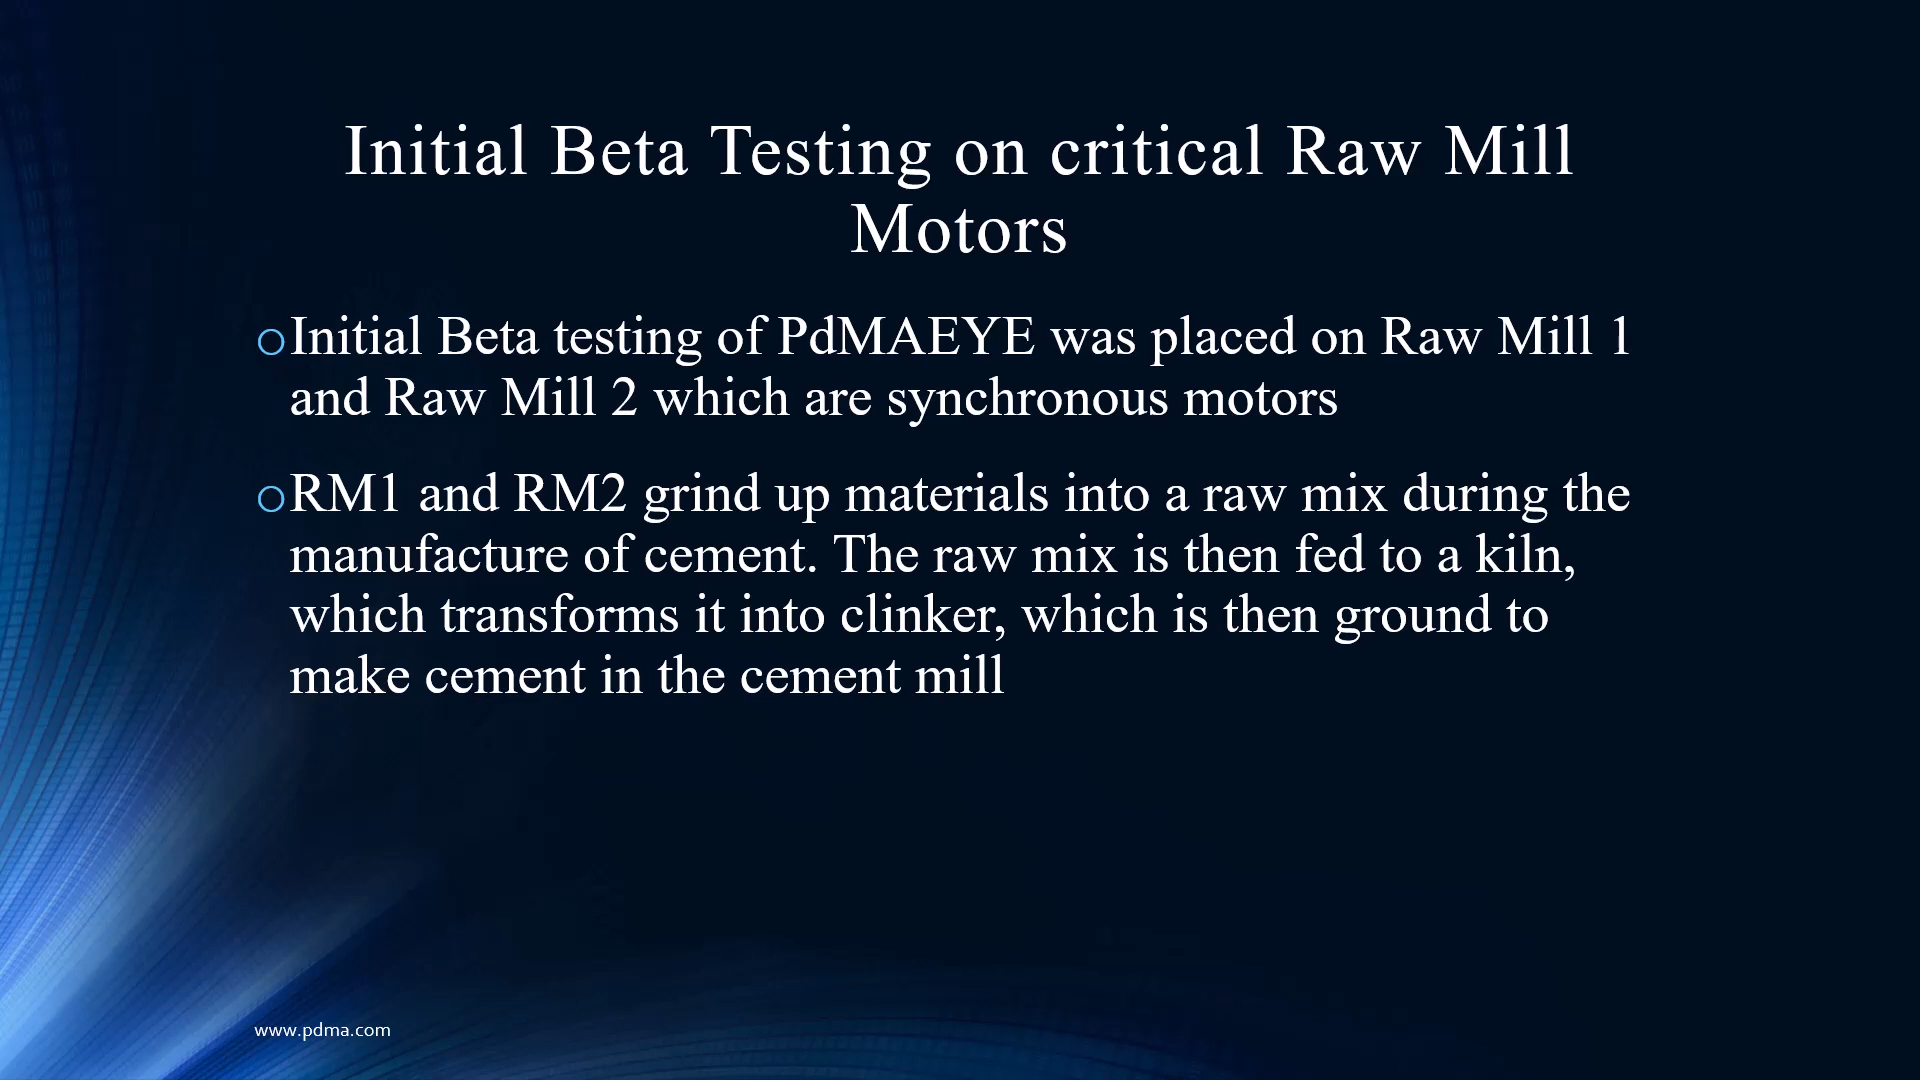 Initial Beta Testing on critical Raw Mill
Motors
oInitial Beta testing of PdMAEYE was placed on Raw Mill 1
and Raw Mill 2 which are synchronous motors
oRM1 and RM2 grind up materials into a raw mix during the
manufacture of cement. The raw mix is then fed to a kiln,
which transforms it into clinker, which is then ground to
make cement in the cement mill
www.pdma.com